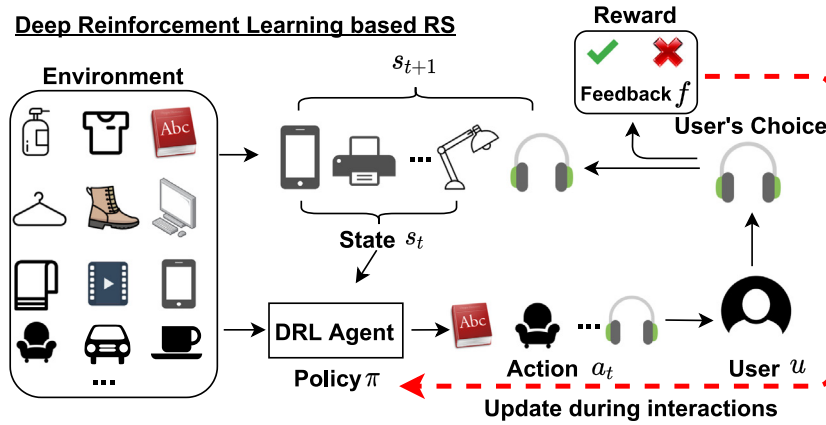 Deep Reinforcement Learning based RS
Reward
Environment
s_{t+1}
Feedback f
Abc
User's Choice
...
State s_t
DRL Agent
Abc
...
Policy π
Action a_t
User u
...
Update during interactions